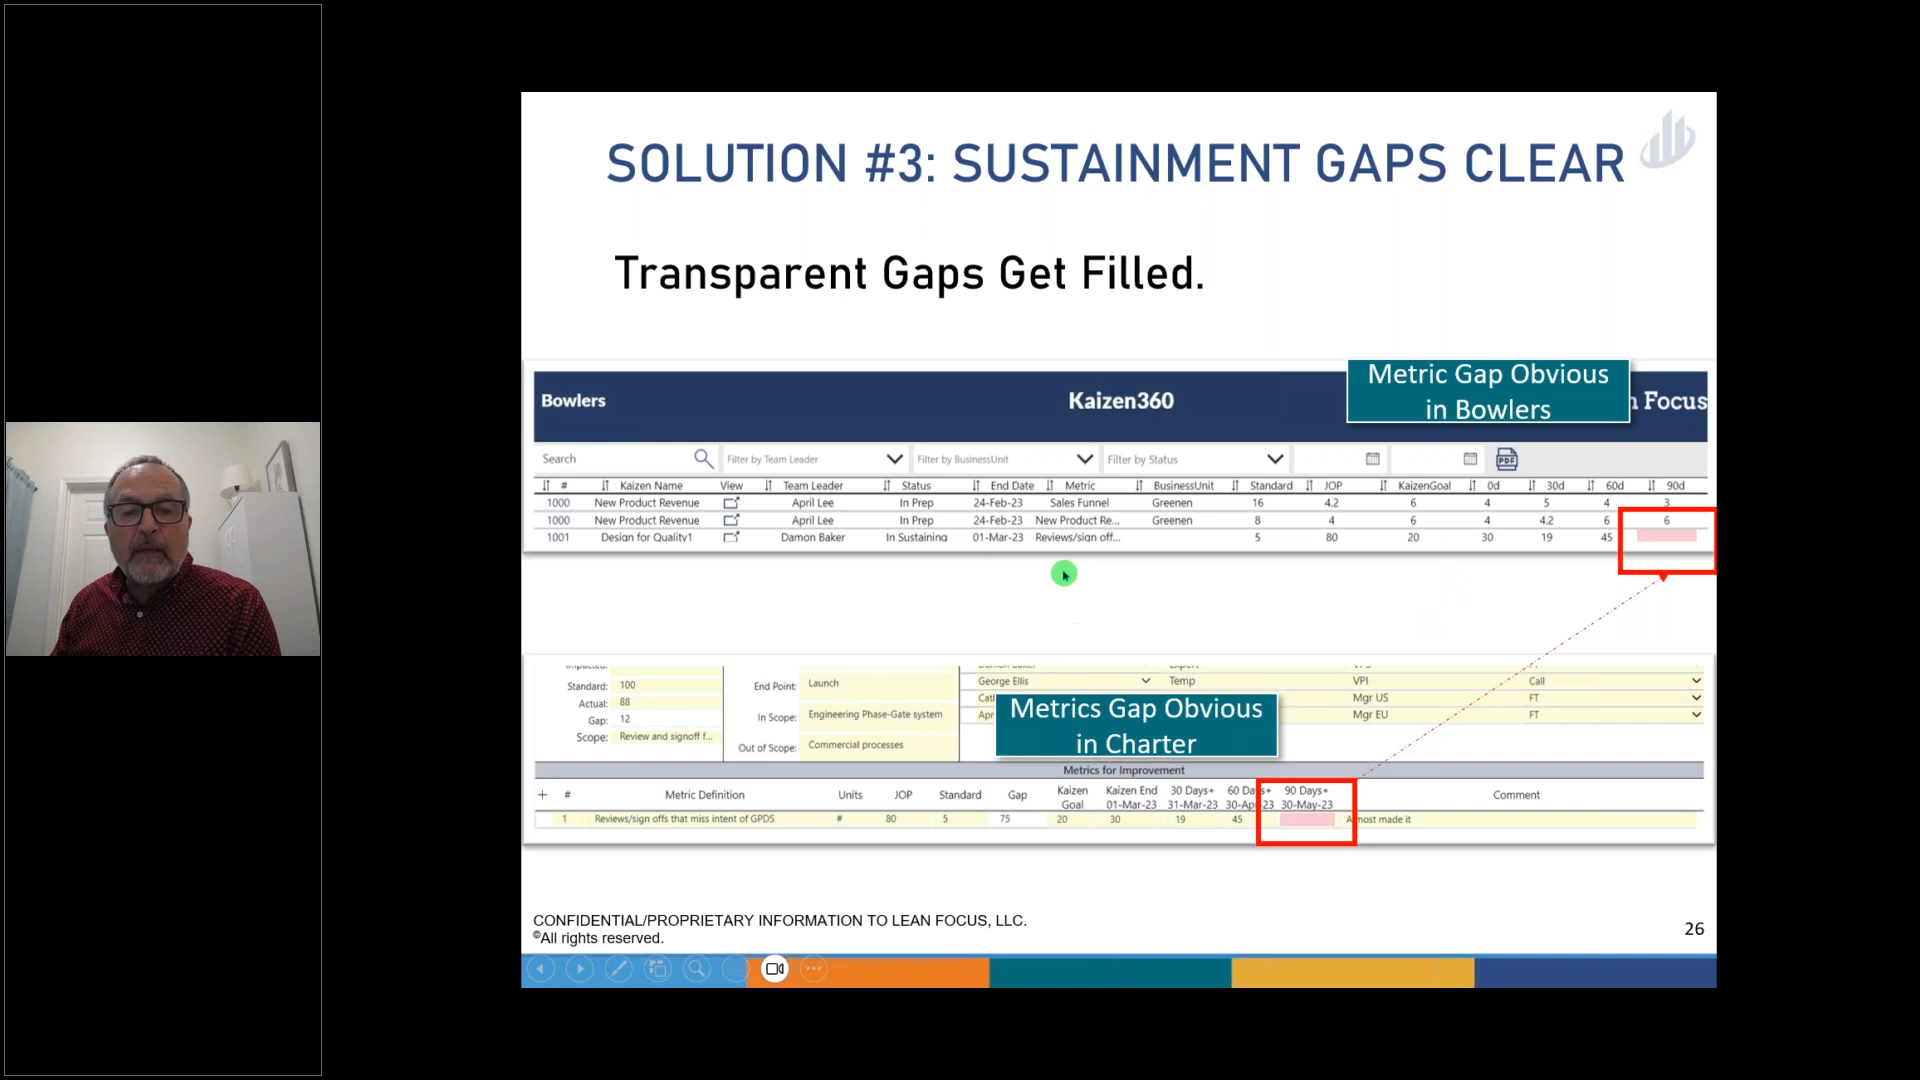 SOLUTION #3: SUSTAINMENT GAPS CLEAR
Transparent Gaps Get Filled.
Metric Gap Obvious
in Bowlers
Bowlers Kaizen360 n Focus
Search Filter by Team Leader Filter by BusinessUnit Filter by Status PDF
# Kaizen Name View Team Leader Status End Date Metric BusinessUnit Standard JOP KaizenGoal 0d 30d 60d 90d
1000 New Product Revenue April Lee In Prep 24-Feb-23 Sales Funnel Greenen 16 4.2 6 4 5 4 3
1000 New Product Revenue April Lee In Prep 24-Feb-23 New Product Re... Greenen 8 4 6 4 4.2 6 6
1001 Design for Quality1 Damon Baker In Sustaining 01-Mar-23 Reviews/sign off... 5 80 20 30 19 45
Standard: 100 End Point: Launch George Ellis Temp VPI Call
Actual: 88 Mgr US FT
Gap: 12 In Scope: Engineering Phase-Gate system Mgr EU FT
Scope: Review and signoff f... Out of Scope: Commercial processes
Metrics Gap Obvious
in Charter
Metrics for Improvement
+ # Metric Definition Units JOP Standard Gap Kaizen Goal Kaizen End 01-Mar-23 30 Days+ 31-Mar-23 60 Days+ 30-Apr-23 90 Days+ 30-May-23 Comment
1 Reviews/sign offs that miss intent of GPDS # 80 5 75 20 30 19 45 Almost made it
CONFIDENTIAL/PROPRIETARY INFORMATION TO LEAN FOCUS, LLC.
©All rights reserved.
26